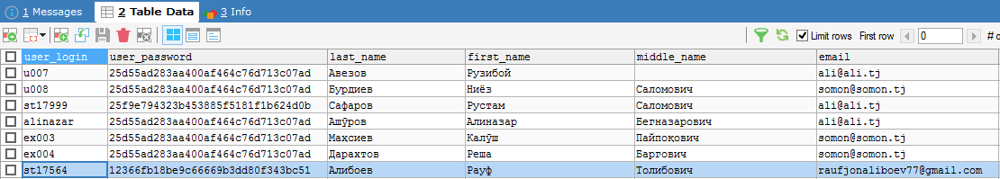 1 Messages 2 Table Data 3 Info
Limit rows First row 0 # o
user_login user_password last_name first_name middle_name email
u007 25d55ad283aa400af464c76d713c07ad Авезов Рузибой ali@ali.tj
u008 25d55ad283aa400af464c76d713c07ad Бурдиев Ниёз Саломович somon@somon.tj
st17999 25f9e794323b453885f5181f1b624d0b Сафаров Рустам Саломович ali@ali.tj
alinazar 25d55ad283aa400af464c76d713c07ad Ашӯров Алиназар Бегназарович ali@ali.tj
ex003 25d55ad283aa400af464c76d713c07ad Махсиев Калӯш Пайпоқович somon@somon.tj
ex004 25d55ad283aa400af464c76d713c07ad Дарахтов Реша Баргович somon@somon.tj
st17564 12366fb18be9c66669b3dd80f343bc51 Алибоев Рауф Толибович raufjonaliboev77@gmail.com